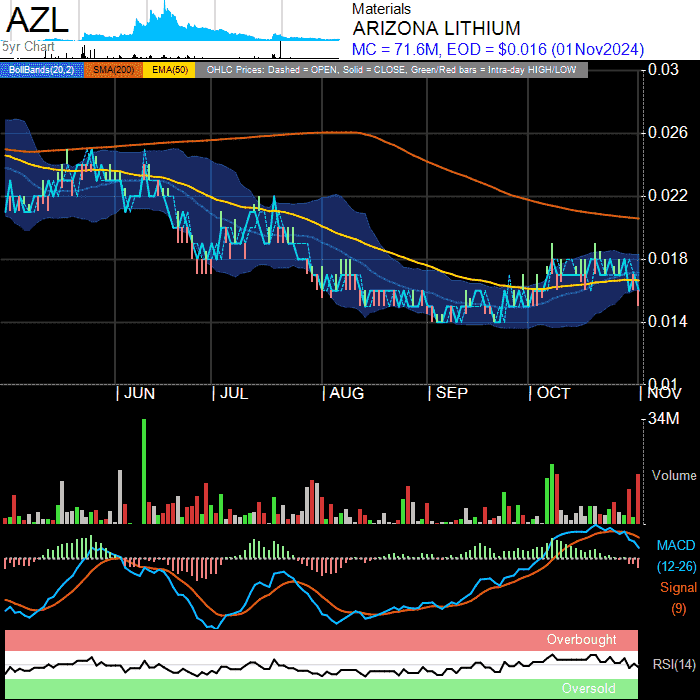 AZL
5yr Chart
Materials
ARIZONA LITHIUM
MC = 71.6M, EOD = $0.016 (01Nov2024)
BollBands(20,2) SMA(200) EMA(50) OHLC Prices: Dashed = OPEN, Solid = CLOSE, Green/Red bars = Intra-day HIGH/LOW
0.03
0.026
0.022
0.018
0.014
0.01
JUN JUL AUG SEP OCT NOV
34M
Volume
MACD
(12-26)
Signal
(9)
Overbought
RSI(14)
Oversold